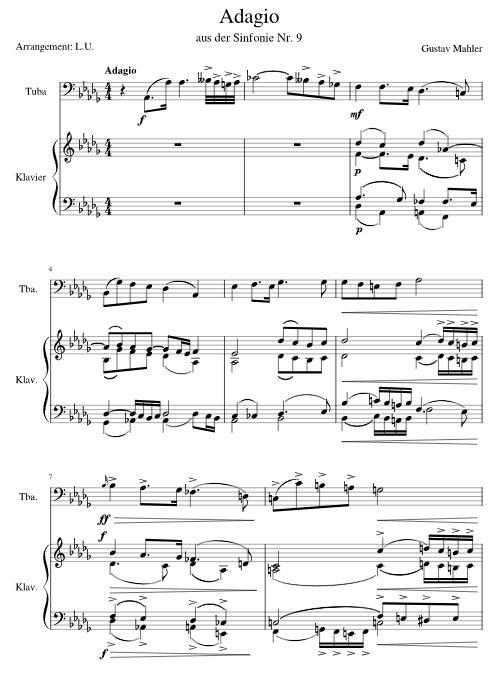 Adagio
aus der Sinfonie Nr. 9
Arrangement: L.U.
Gustav Mahler
Adagio
Tuba
f
mf
Klavier
p
p
4
Tba.
Klav.
7
Tba.
ff
f
Klav.
f